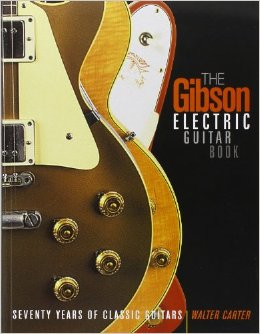 THE
Gibson
ELECTRIC
GUITAR
BOOK
SEVENTY YEARS OF CLASSIC GUITARS | WALTER CARTER